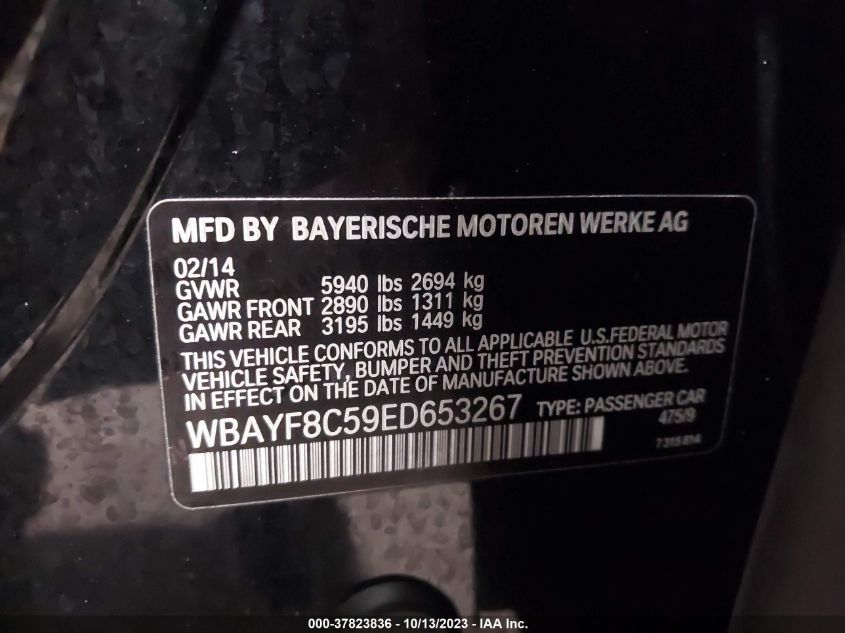 MFD BY BAYERISCHE MOTOREN WERKE AG
02/14
GVWR 5940 lbs 2694 kg
GAWR FRONT 2890 lbs 1311 kg
GAWR REAR 3195 lbs 1449 kg
THIS VEHICLE CONFORMS TO ALL APPLICABLE U.S.FEDERAL MOTOR
VEHICLE SAFETY, BUMPER AND THEFT PREVENTION STANDARDS
IN EFFECT ON THE DATE OF MANUFACTURE SHOWN ABOVE.
WBAYF8C59ED653267 TYPE: PASSENGER CAR
475/9
7 315 814
000-37823836 - 10/13/2023 - IAA Inc.